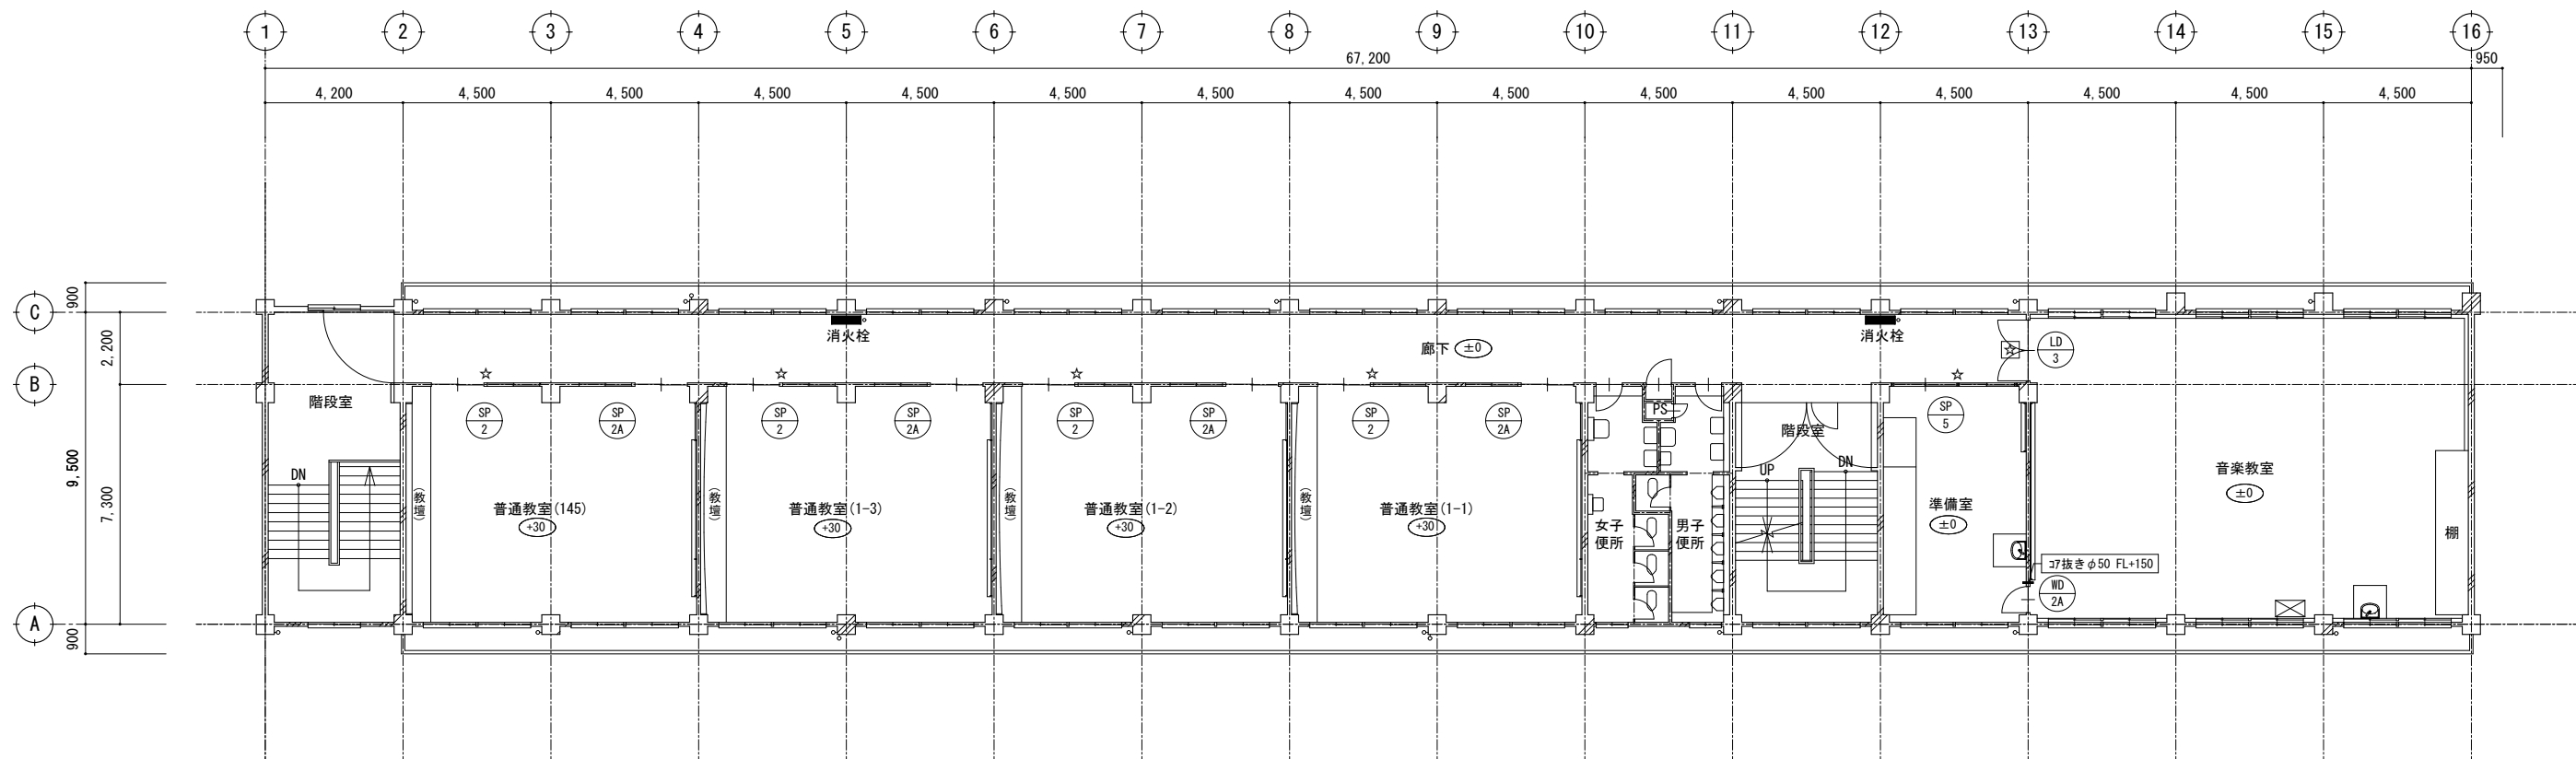 1 2 3 4 5 6 7 8 9 10 11 12 13 14 15 16
67,200 950
4,200 4,500 4,500 4,500 4,500 4,500 4,500 4,500 4,500 4,500 4,500 4,500 4,500 4,500 4,500
C
B
A
900
2,200
9,500
7,300
900
消火栓
消火栓
廊下 ±0
LD
3
階段室
SP
2
SP
2A
SP
2
SP
2A
SP
2
SP
2A
SP
2
SP
2A
PS
SP
5
階段室
DN
UP
DN
(教壇)
(教壇)
(教壇)
(教壇)
普通教室(145)
+30
普通教室(1-3)
+30
普通教室(1-2)
+30
普通教室(1-1)
+30
女子
便所
男子
便所
準備室
±0
音楽教室
±0
棚
コア抜きφ50 FL+150
WD
2A